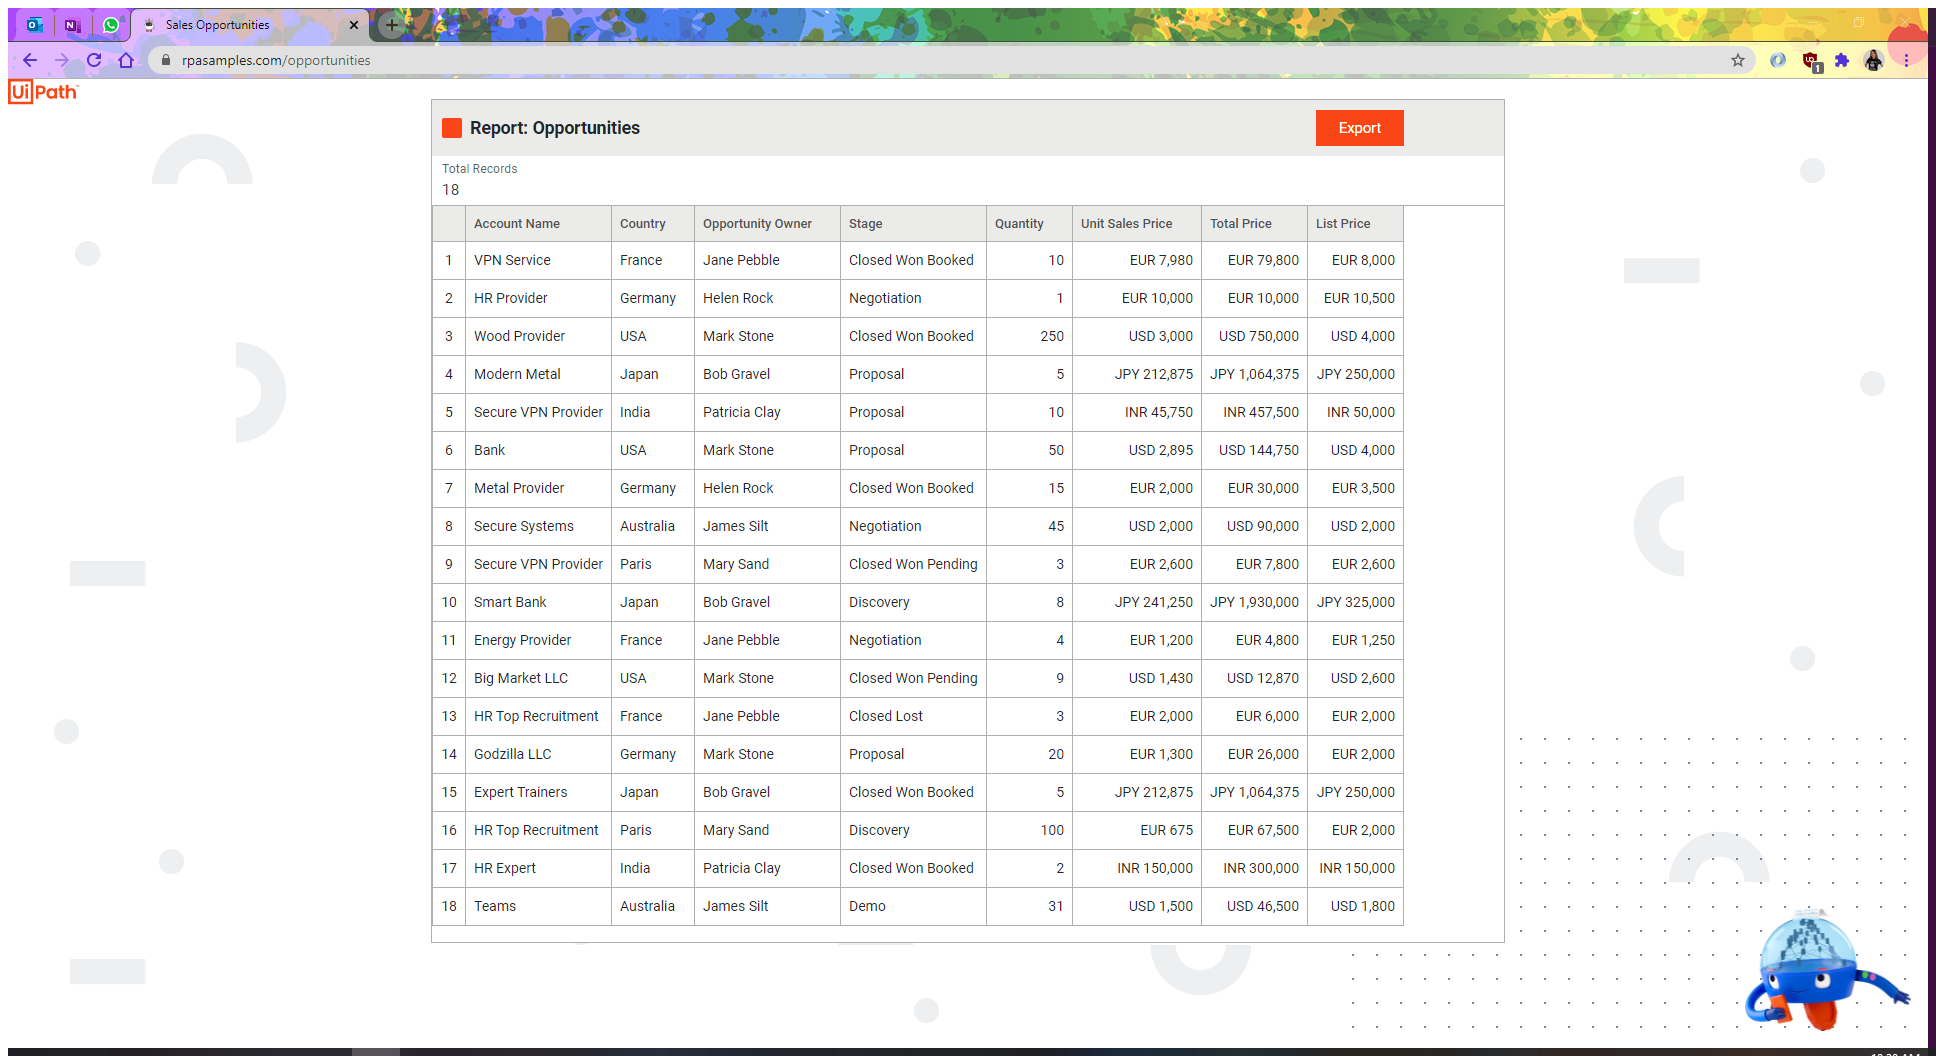 Sales Opportunities
rpasamples.com/opportunities
1
UiPath
Report: Opportunities
Export
Total Records
18
Account Name Country Opportunity Owner Stage Quantity Unit Sales Price Total Price List Price
1 VPN Service France Jane Pebble Closed Won Booked 10 EUR 7,980 EUR 79,800 EUR 8,000
2 HR Provider Germany Helen Rock Negotiation 1 EUR 10,000 EUR 10,000 EUR 10,500
3 Wood Provider USA Mark Stone Closed Won Booked 250 USD 3,000 USD 750,000 USD 4,000
4 Modern Metal Japan Bob Gravel Proposal 5 JPY 212,875 JPY 1,064,375 JPY 250,000
5 Secure VPN Provider India Patricia Clay Proposal 10 INR 45,750 INR 457,500 INR 50,000
6 Bank USA Mark Stone Proposal 50 USD 2,895 USD 144,750 USD 4,000
7 Metal Provider Germany Helen Rock Closed Won Booked 15 EUR 2,000 EUR 30,000 EUR 3,500
8 Secure Systems Australia James Silt Negotiation 45 USD 2,000 USD 90,000 USD 2,000
9 Secure VPN Provider Paris Mary Sand Closed Won Pending 3 EUR 2,600 EUR 7,800 EUR 2,600
10 Smart Bank Japan Bob Gravel Discovery 8 JPY 241,250 JPY 1,930,000 JPY 325,000
11 Energy Provider France Jane Pebble Negotiation 4 EUR 1,200 EUR 4,800 EUR 1,250
12 Big Market LLC USA Mark Stone Closed Won Pending 9 USD 1,430 USD 12,870 USD 2,600
13 HR Top Recruitment France Jane Pebble Closed Lost 3 EUR 2,000 EUR 6,000 EUR 2,000
14 Godzilla LLC Germany Mark Stone Proposal 20 EUR 1,300 EUR 26,000 EUR 2,000
15 Expert Trainers Japan Bob Gravel Closed Won Booked 5 JPY 212,875 JPY 1,064,375 JPY 250,000
16 HR Top Recruitment Paris Mary Sand Discovery 100 EUR 675 EUR 67,500 EUR 2,000
17 HR Expert India Patricia Clay Closed Won Booked 2 INR 150,000 INR 300,000 INR 150,000
18 Teams Australia James Silt Demo 31 USD 1,500 USD 46,500 USD 1,800